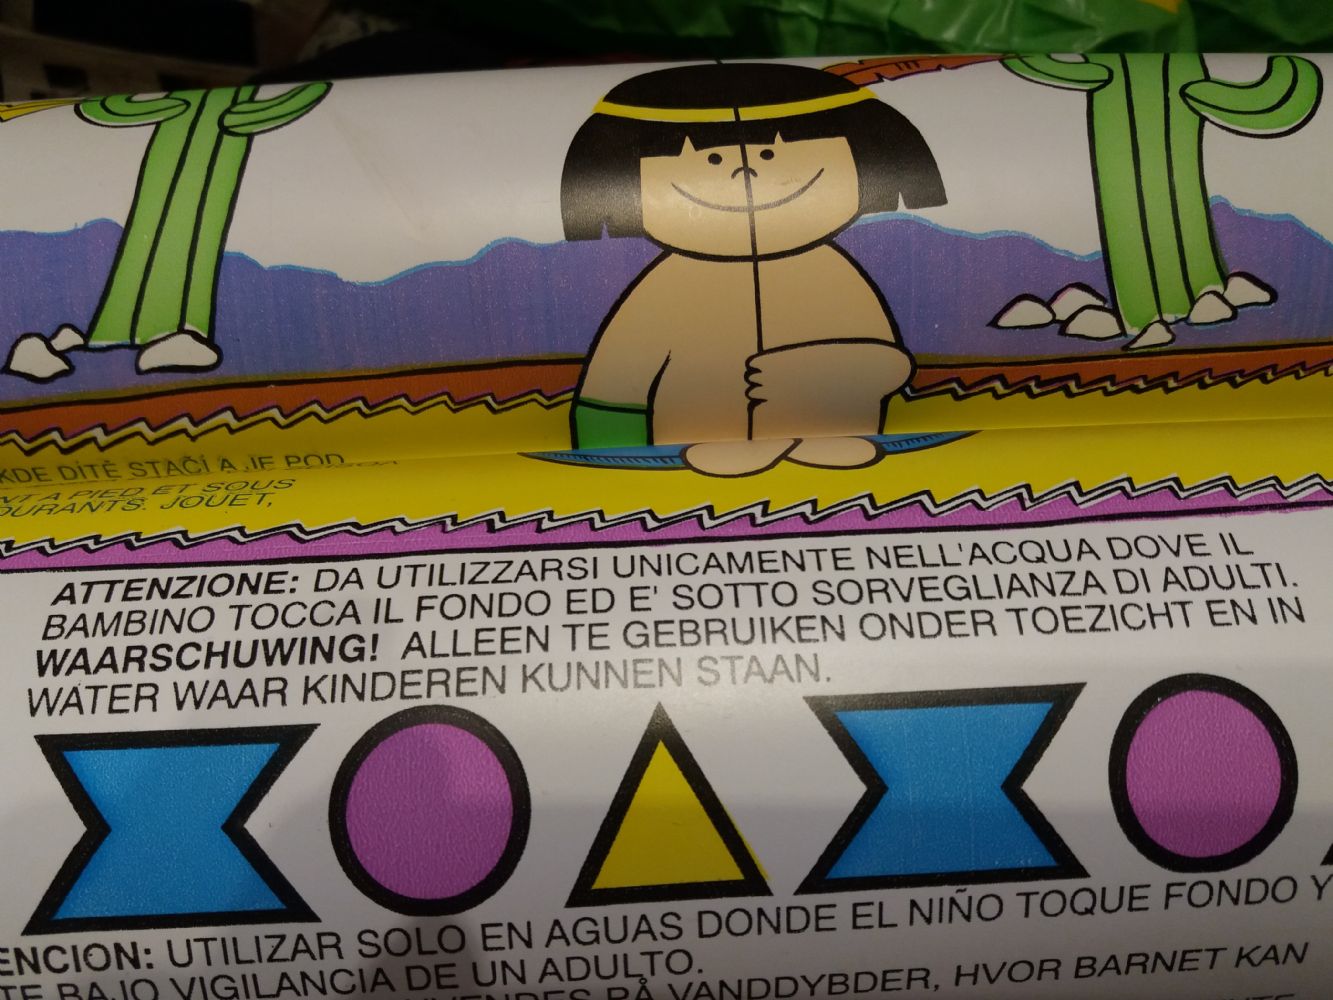 DÍTĚ STAČÍ A JE POD
A PIED ET SOUS
JOUET,
ATTENZIONE: DA UTILIZZARSI UNICAMENTE NELL'ACQUA DOVE IL
BAMBINO TOCCA IL FONDO ED E' SOTTO SORVEGLIANZA DI ADULTI.
WAARSCHUWING! ALLEEN TE GEBRUIKEN ONDER TOEZICHT EN IN
WATER WAAR KINDEREN KUNNEN STAAN.
ENCION: UTILIZAR SOLO EN AGUAS DONDE EL NIÑO TOQUE FONDO Y
BAJO VIGILANCIA DE UN ADULTO.
PÅ VANDDYBDER, HVOR BARNET KAN